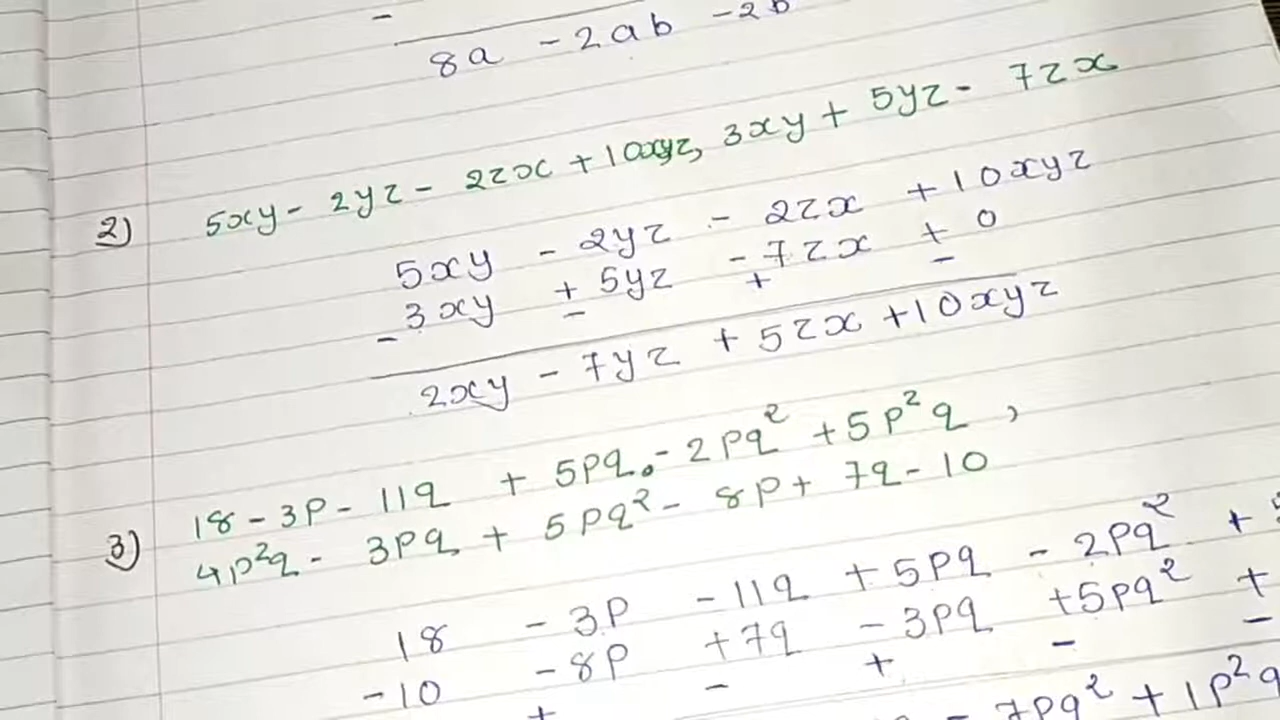 -
8a - 2ab - 2b
2) 5xy - 2yz - 2zx + 10xyz, 3xy + 5yz - 7zx
5xy - 2yz - 2zx + 10xyz
3xy + 5yz - 7zx + 0
- - + -
2xy - 7yz + 5zx + 10xyz
3) 18 - 3p - 11q + 5pq - 2pq² + 5p²q ,
4p²q - 3pq + 5pq² - 8p + 7q - 10
18 - 3p - 11q + 5pq - 2pq² + 5
-10 - 8p + 7q - 3pq + 5pq² +
+ - + - -
- 7pq² + 1p²q